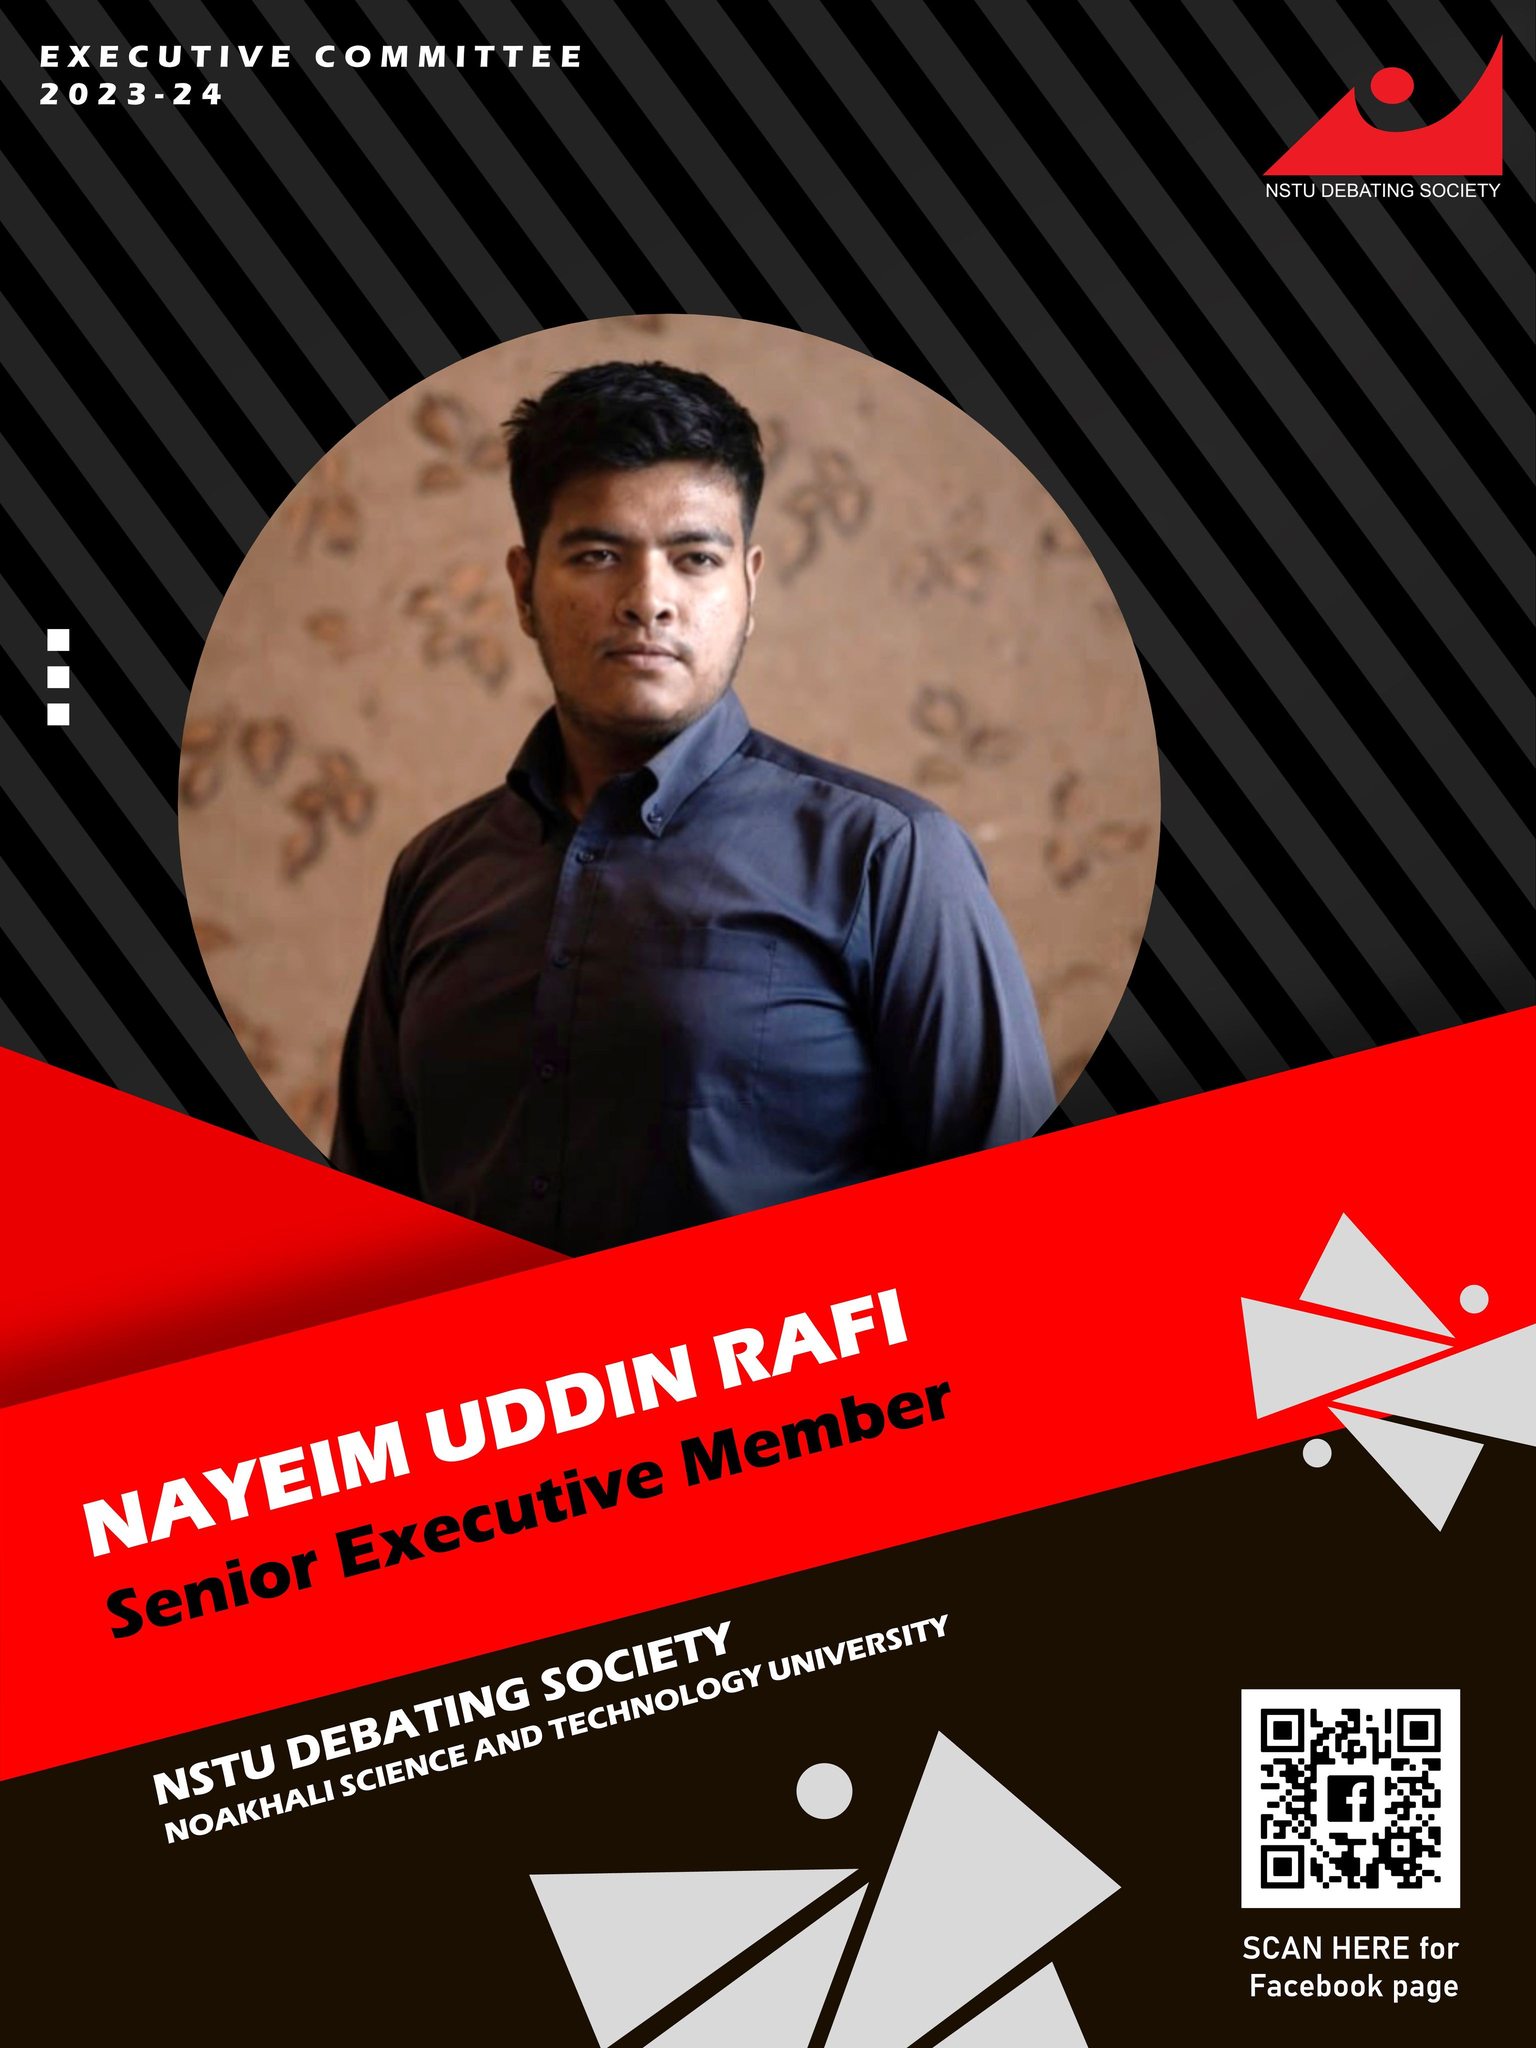 EXECUTIVE COMMITTEE
2023-24
NSTU DEBATING SOCIETY
NAYEIM UDDIN RAFI
Senior Executive Member
NSTU DEBATING SOCIETY
NOAKHALI SCIENCE AND TECHNOLOGY UNIVERSITY
f
SCAN HERE for
Facebook page